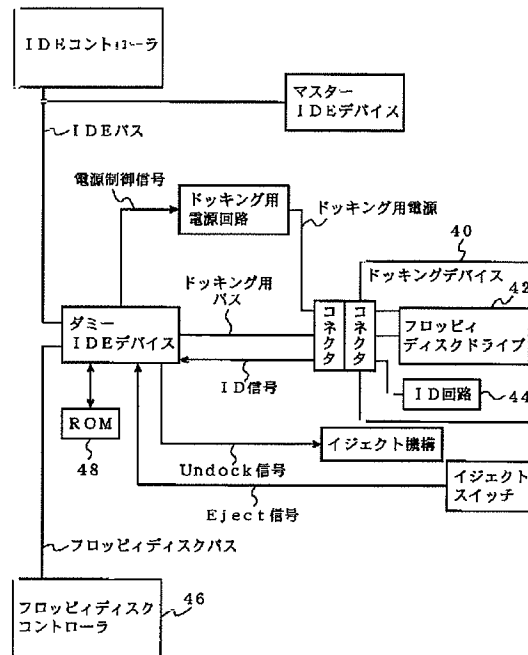 IDEコントローラ
マスター
IDEデバイス
IDEバス
電源制御信号
ドッキング用
電源回路
ドッキング用電源
40
ドッキングデバイス
42
ドッキング用
バス
コネクタ
コネクタ
フロッピィ
ディスクドライブ
ダミー
IDEデバイス
ID信号
ID回路
44
ROM
48
イジェクト機構
Undock信号
イジェクト
スイッチ
Eject信号
フロッピィディスクバス
46
フロッピィディスク
コントローラ